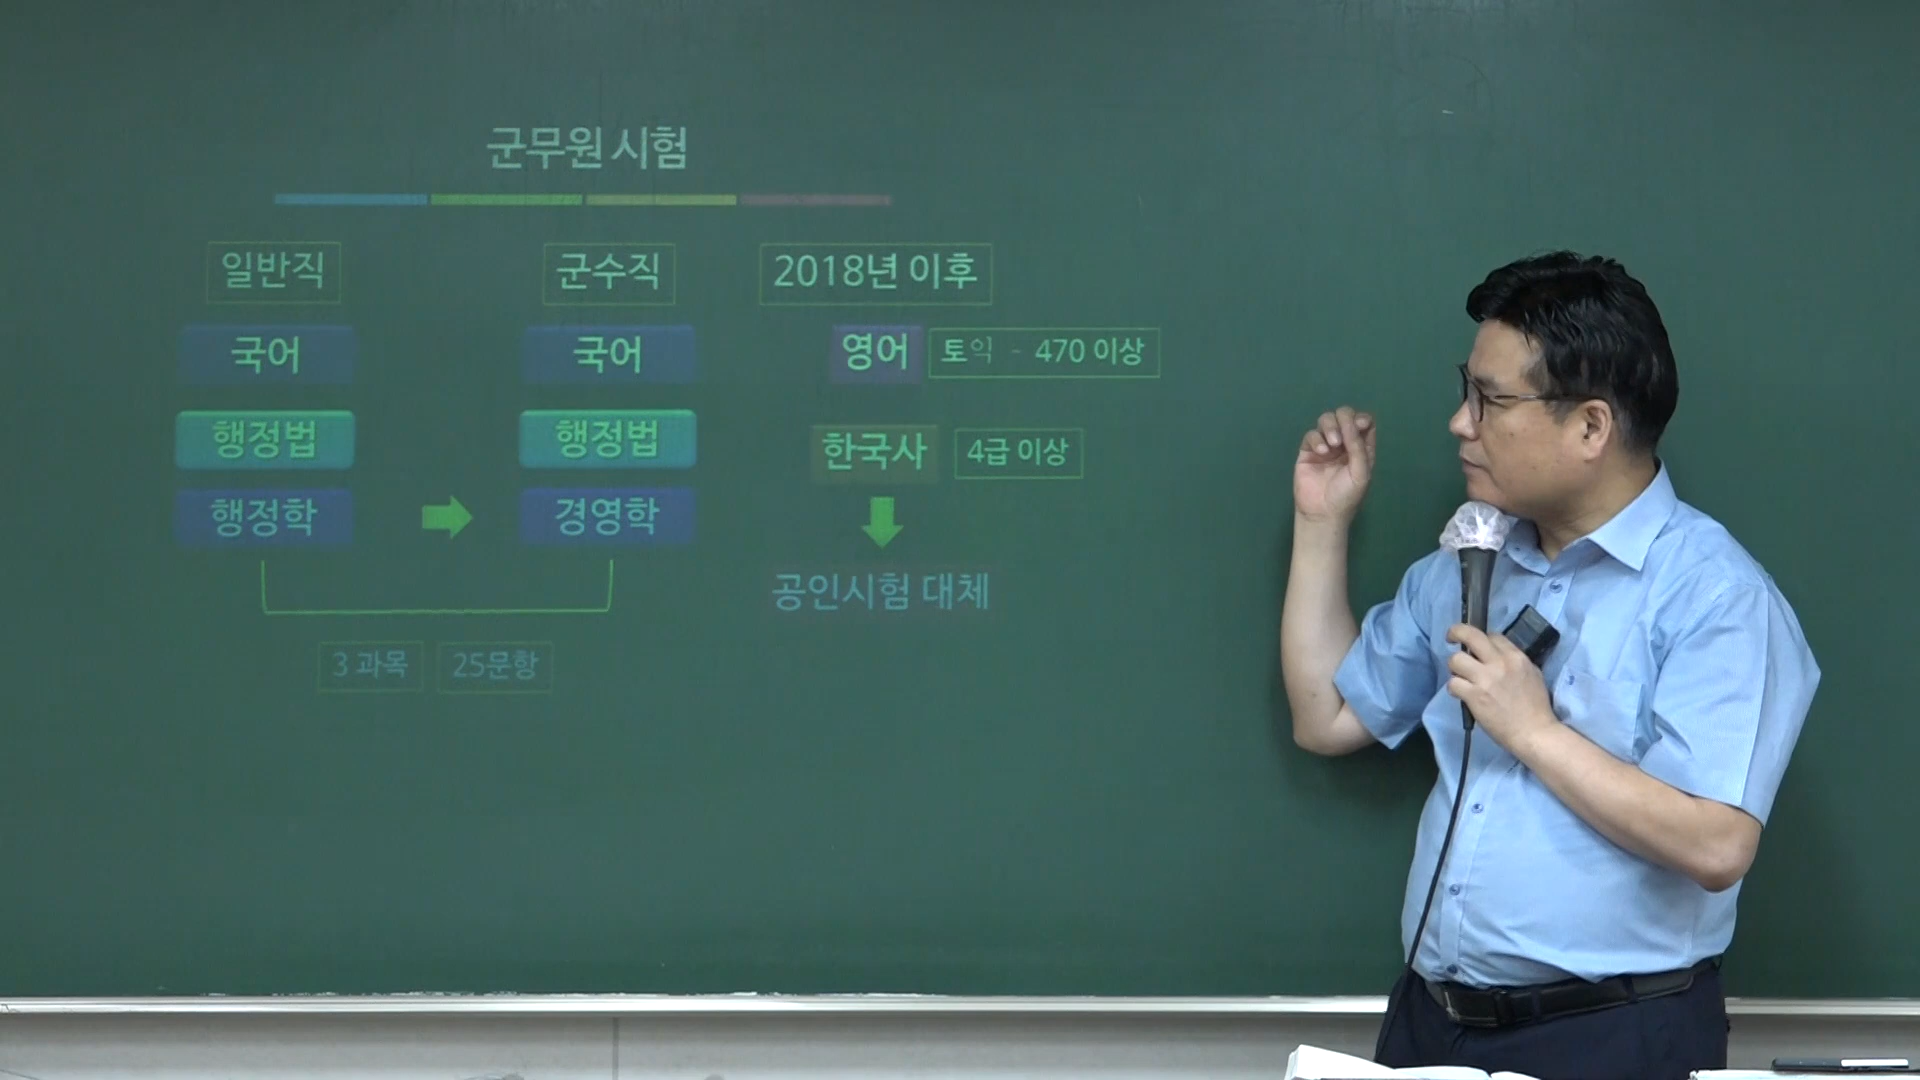 군무원 시험
일반직
국어
행정법
행정학
군수직
국어
행정법
경영학
3 과목
25문항
2018년 이후
영어
토익 - 470 이상
한국사
4급 이상
공인시험 대체